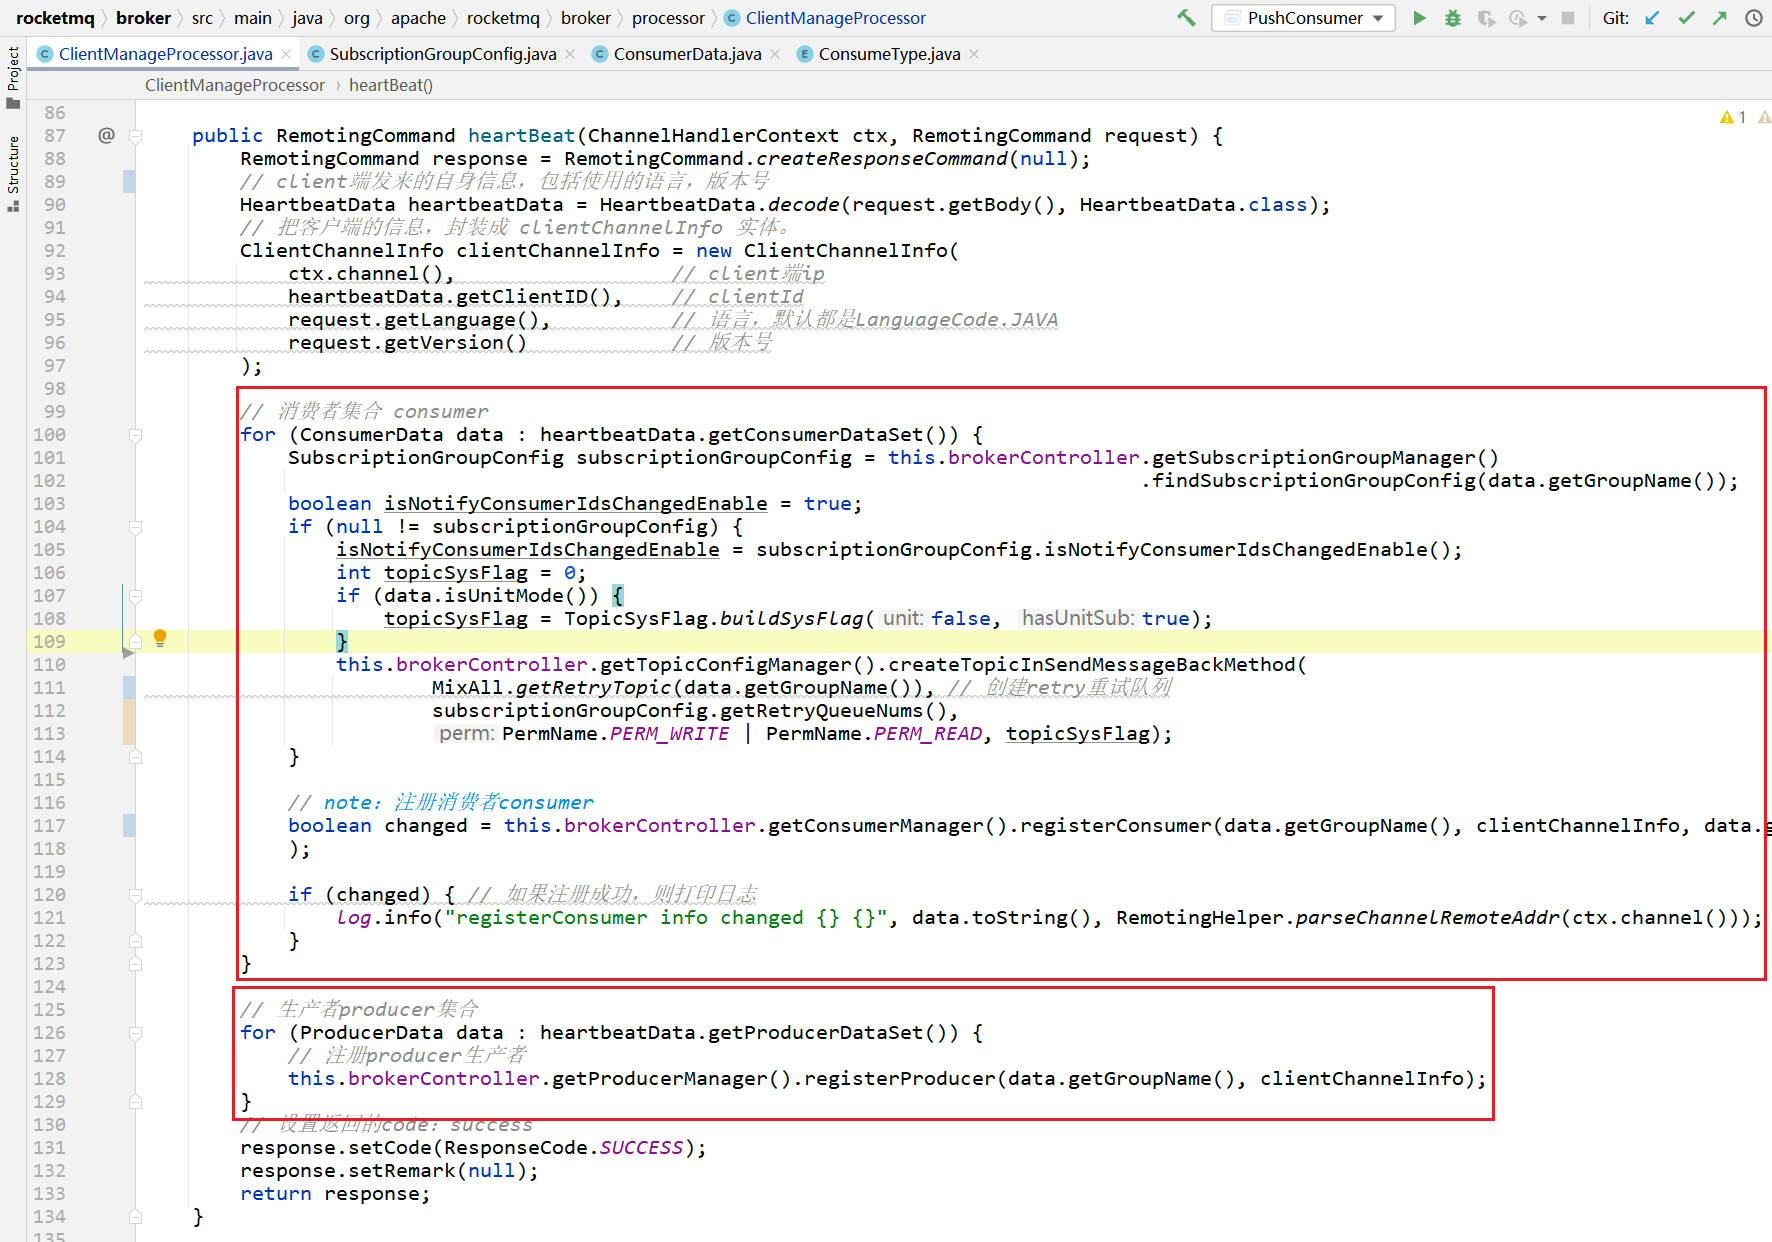 rocketmq broker src main java org apache rocketmq broker processor ClientManageProcessor PushConsumer Git:
ClientManageProcessor.java SubscriptionGroupConfig.java ConsumerData.java ConsumeType.java
Project
Structure
ClientManageProcessor › heartBeat()
1
86
87 @ public RemotingCommand heartBeat(ChannelHandlerContext ctx, RemotingCommand request) {
88 RemotingCommand response = RemotingCommand.createResponseCommand(null);
89 // client端发来的自身信息，包括使用的语言，版本号
90 HeartbeatData heartbeatData = HeartbeatData.decode(request.getBody(), HeartbeatData.class);
91 // 把客户端的信息，封装成 clientChannelInfo 实体。
92 ClientChannelInfo clientChannelInfo = new ClientChannelInfo(
93 ctx.channel(), // client端ip
94 heartbeatData.getClientID(), // clientId
95 request.getLanguage(), // 语言，默认都是LanguageCode.JAVA
96 request.getVersion() // 版本号
97 );
98
99 // 消费者集合 consumer
100 for (ConsumerData data : heartbeatData.getConsumerDataSet()) {
101 SubscriptionGroupConfig subscriptionGroupConfig = this.brokerController.getSubscriptionGroupManager()
102 .findSubscriptionGroupConfig(data.getGroupName());
103 boolean isNotifyConsumerIdsChangedEnable = true;
104 if (null != subscriptionGroupConfig) {
105 isNotifyConsumerIdsChangedEnable = subscriptionGroupConfig.isNotifyConsumerIdsChangedEnable();
106 int topicSysFlag = 0;
107 if (data.isUnitMode()) {
108 topicSysFlag = TopicSysFlag.buildSysFlag( unit: false, hasUnitSub: true);
109 }
110 this.brokerController.getTopicConfigManager().createTopicInSendMessageBackMethod(
111 MixAll.getRetryTopic(data.getGroupName()), // 创建retry重试队列
112 subscriptionGroupConfig.getRetryQueueNums(),
113 perm: PermName.PERM_WRITE | PermName.PERM_READ, topicSysFlag);
114 }
115
116 // note：注册消费者consumer
117 boolean changed = this.brokerController.getConsumerManager().registerConsumer(data.getGroupName(), clientChannelInfo, data.g
118 );
119
120 if (changed) { // 如果注册成功，则打印日志
121 log.info("registerConsumer info changed {} {}", data.toString(), RemotingHelper.parseChannelRemoteAddr(ctx.channel()));
122 }
123 }
124
125 // 生产者producer集合
126 for (ProducerData data : heartbeatData.getProducerDataSet()) {
127 // 注册producer生产者
128 this.brokerController.getProducerManager().registerProducer(data.getGroupName(), clientChannelInfo);
129 }
130 // 设置返回的code：success
131 response.setCode(ResponseCode.SUCCESS);
132 response.setRemark(null);
133 return response;
134 }
135